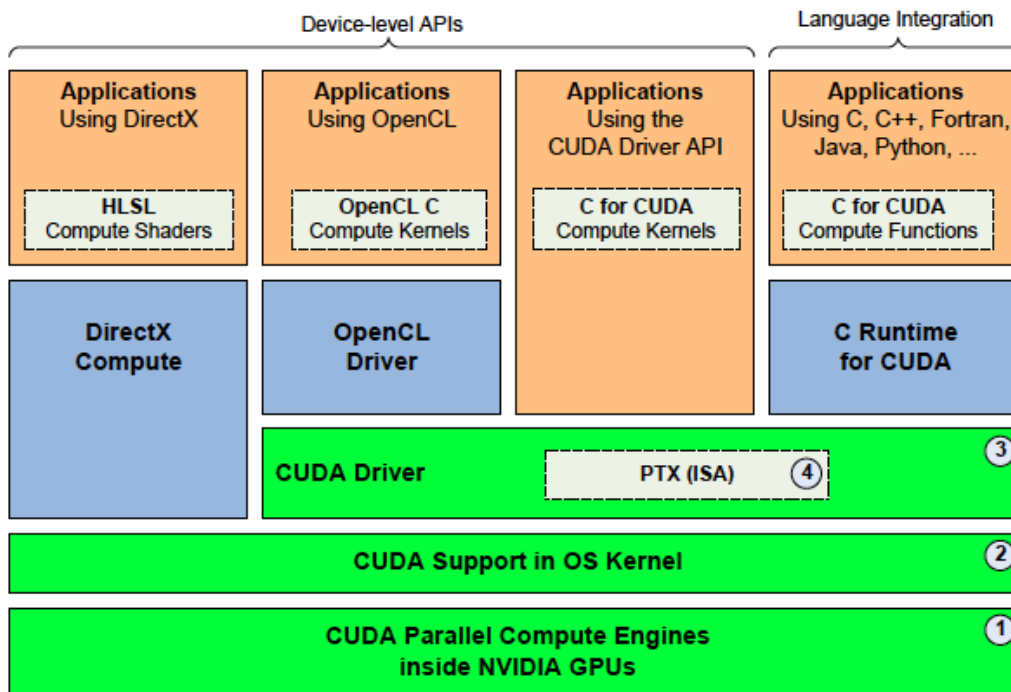 Device-level APIs
Language Integration
Applications
Using DirectX
HLSL
Compute Shaders
Applications
Using OpenCL
OpenCL C
Compute Kernels
Applications
Using the
CUDA Driver API
C for CUDA
Compute Kernels
Applications
Using C, C++, Fortran,
Java, Python, ...
C for CUDA
Compute Functions
DirectX
Compute
OpenCL
Driver
C Runtime
for CUDA
CUDA Driver
PTX (ISA)
4
3
CUDA Support in OS Kernel
2
CUDA Parallel Compute Engines
inside NVIDIA GPUs
1